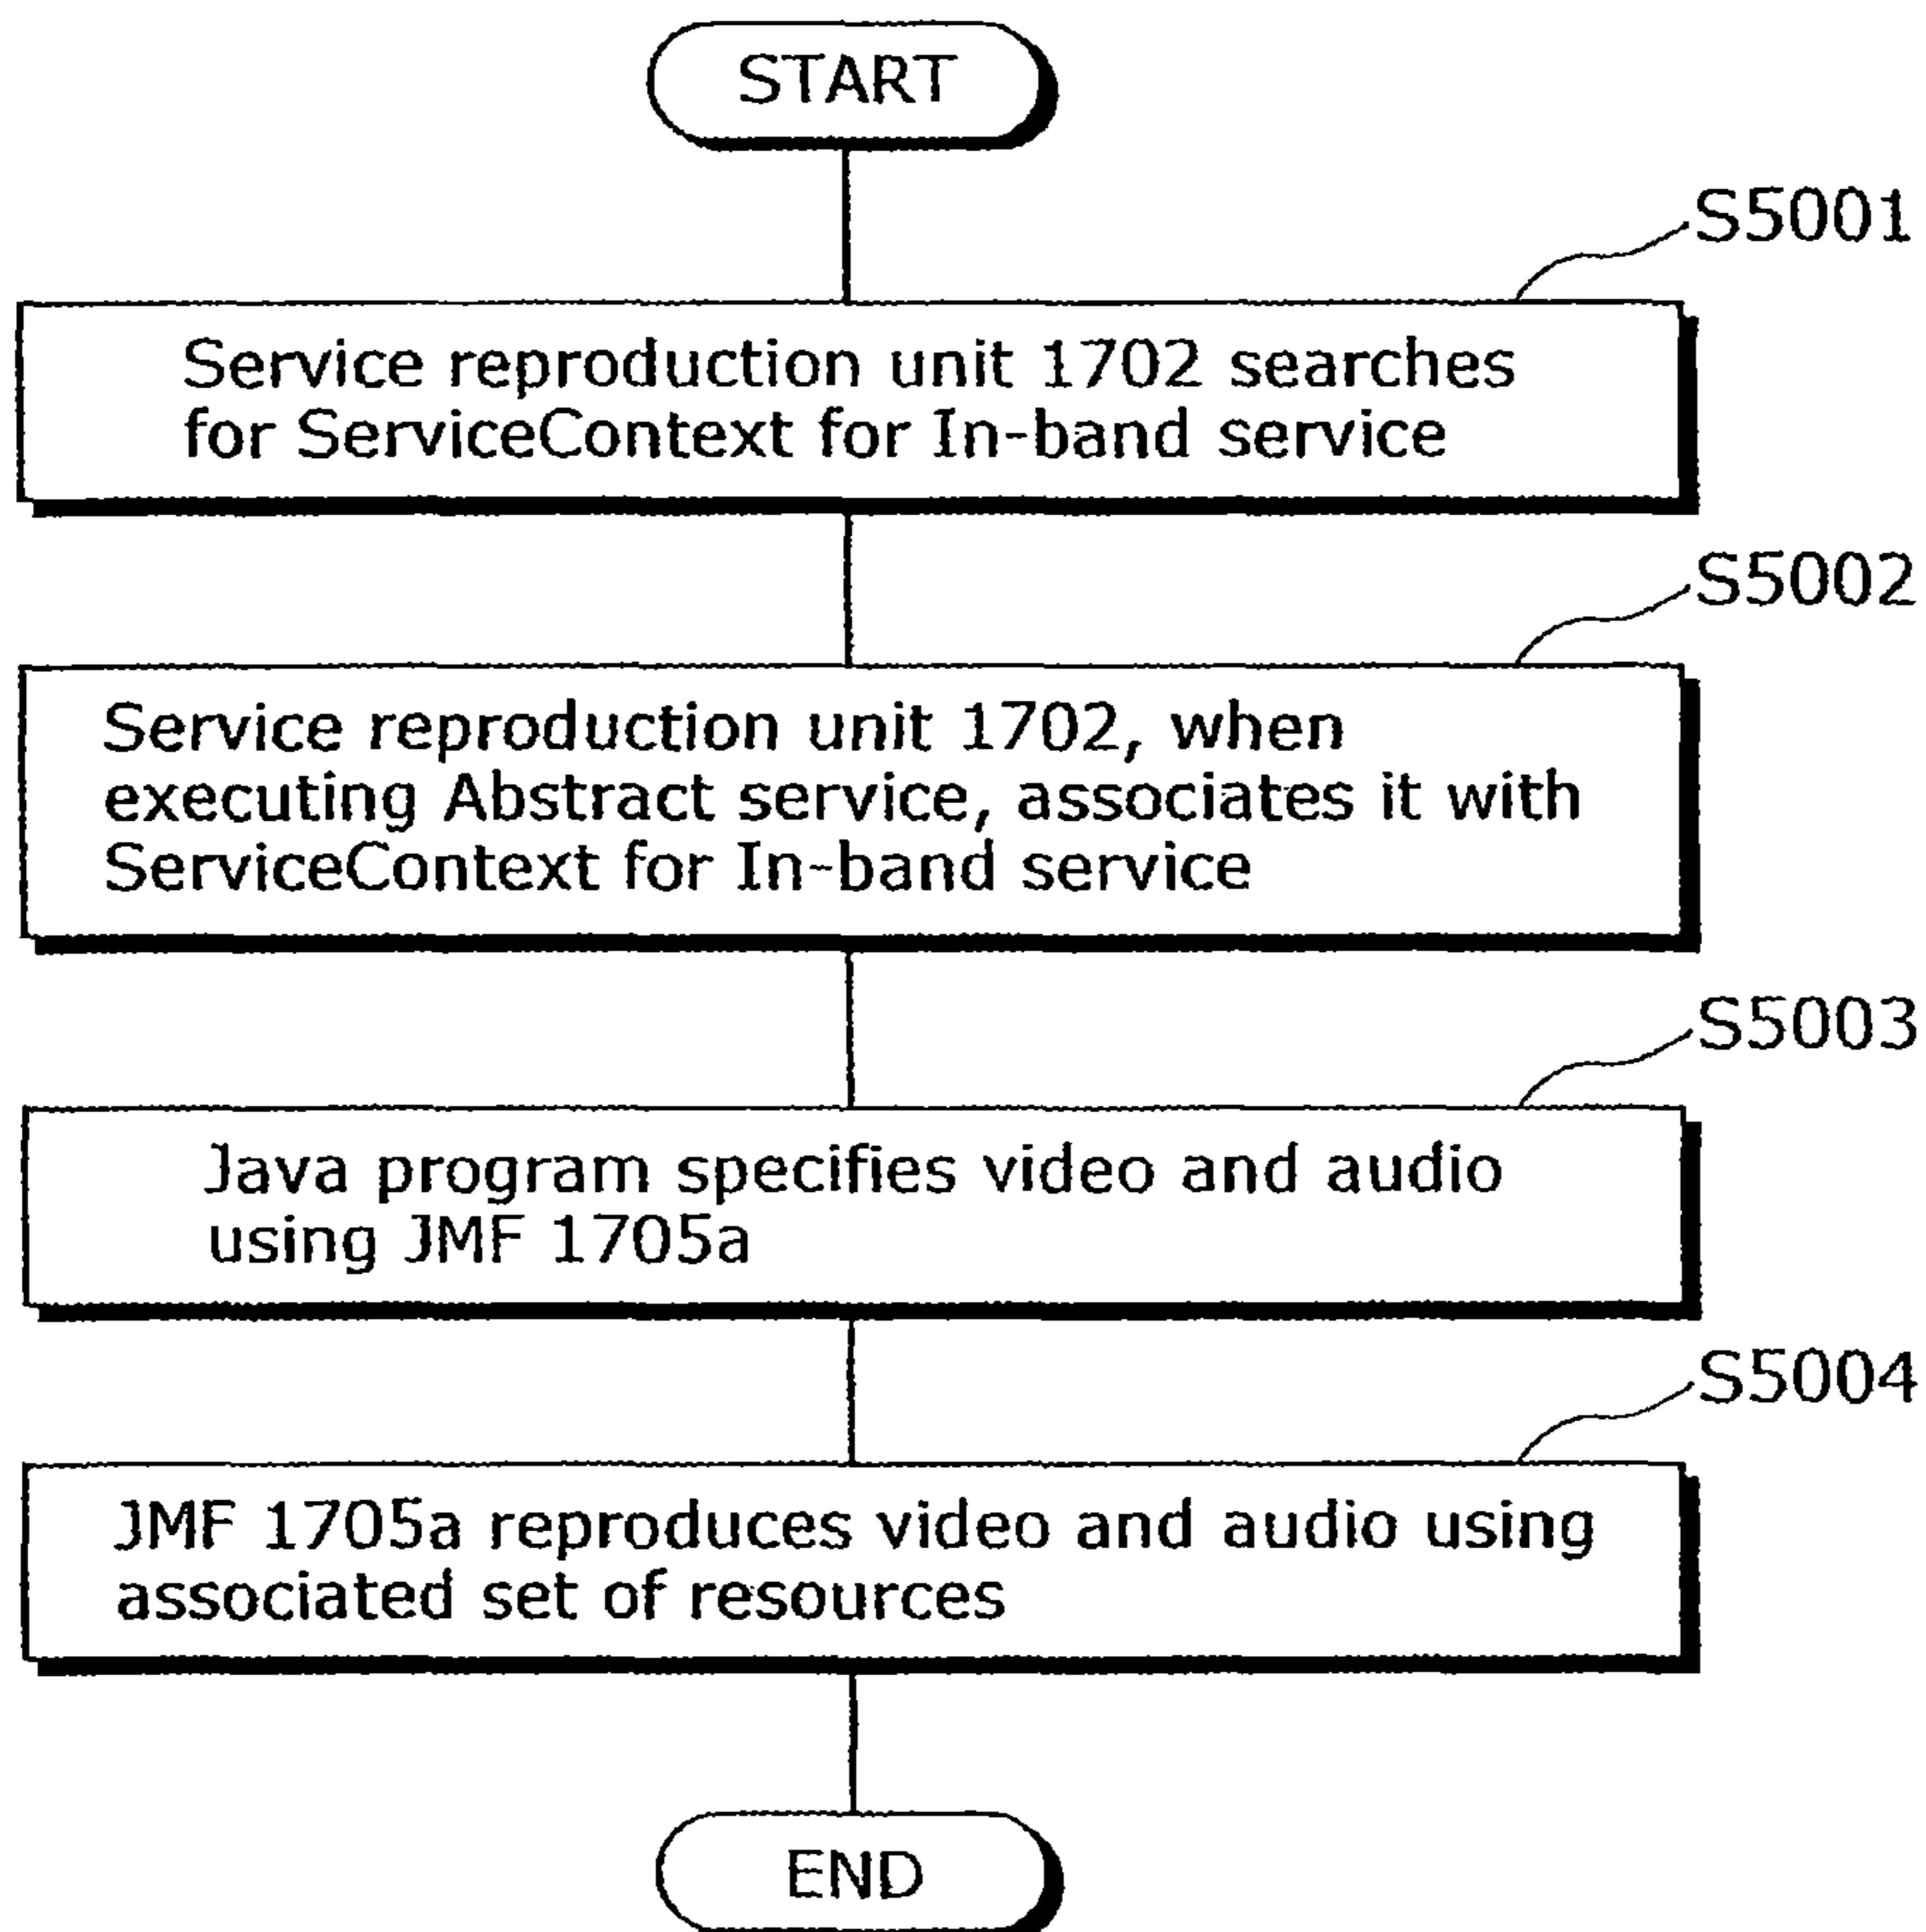 START
S5001
Service reproduction unit 1702 searches
for ServiceContext for In-band service
S5002
Service reproduction unit 1702, when
executing Abstract service, associates it with
ServiceContext for In-band service
S5003
Java program specifies video and audio
using JMF 1705a
S5004
JMF 1705a reproduces video and audio using
associated set of resources
END